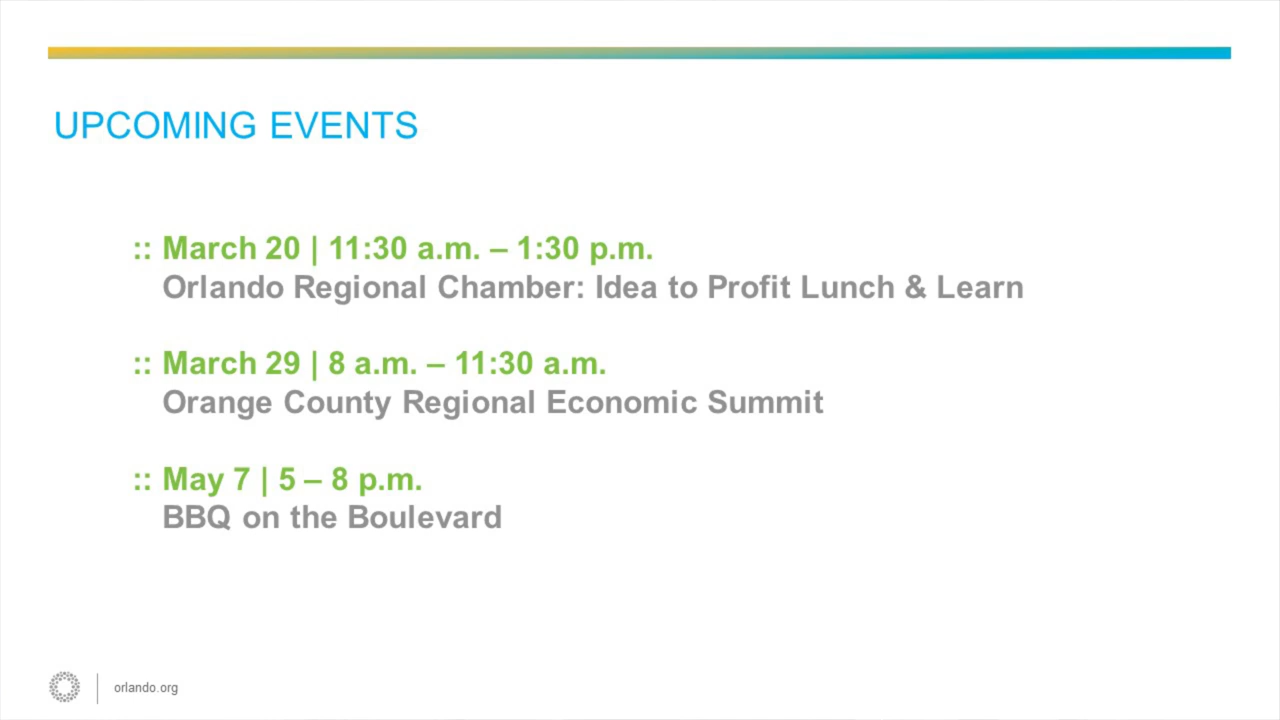 UPCOMING EVENTS
:: March 20 | 11:30 a.m. – 1:30 p.m.
Orlando Regional Chamber: Idea to Profit Lunch & Learn
:: March 29 | 8 a.m. – 11:30 a.m.
Orange County Regional Economic Summit
:: May 7 | 5 – 8 p.m.
BBQ on the Boulevard
orlando.org